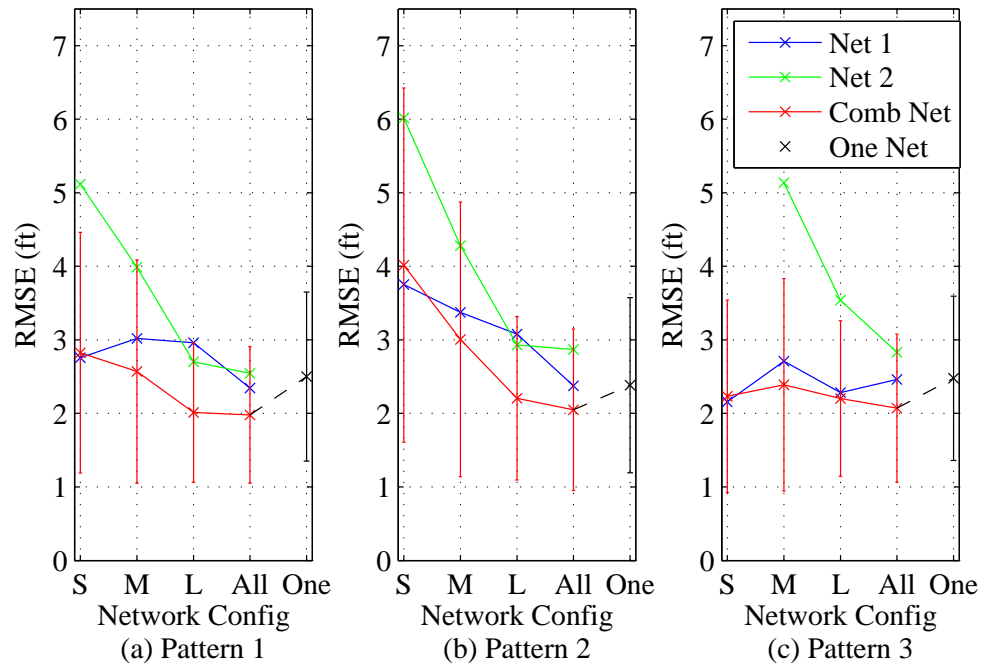 7
6
5
4
3
2
1
0
RMSE (ft)
S M L All One
Network Config
(a) Pattern 1
7
6
5
4
3
2
1
0
RMSE (ft)
S M L All One
Network Config
(b) Pattern 2
7
6
5
4
3
2
1
0
RMSE (ft)
S M L All One
Network Config
(c) Pattern 3
Net 1
Net 2
Comb Net
One Net